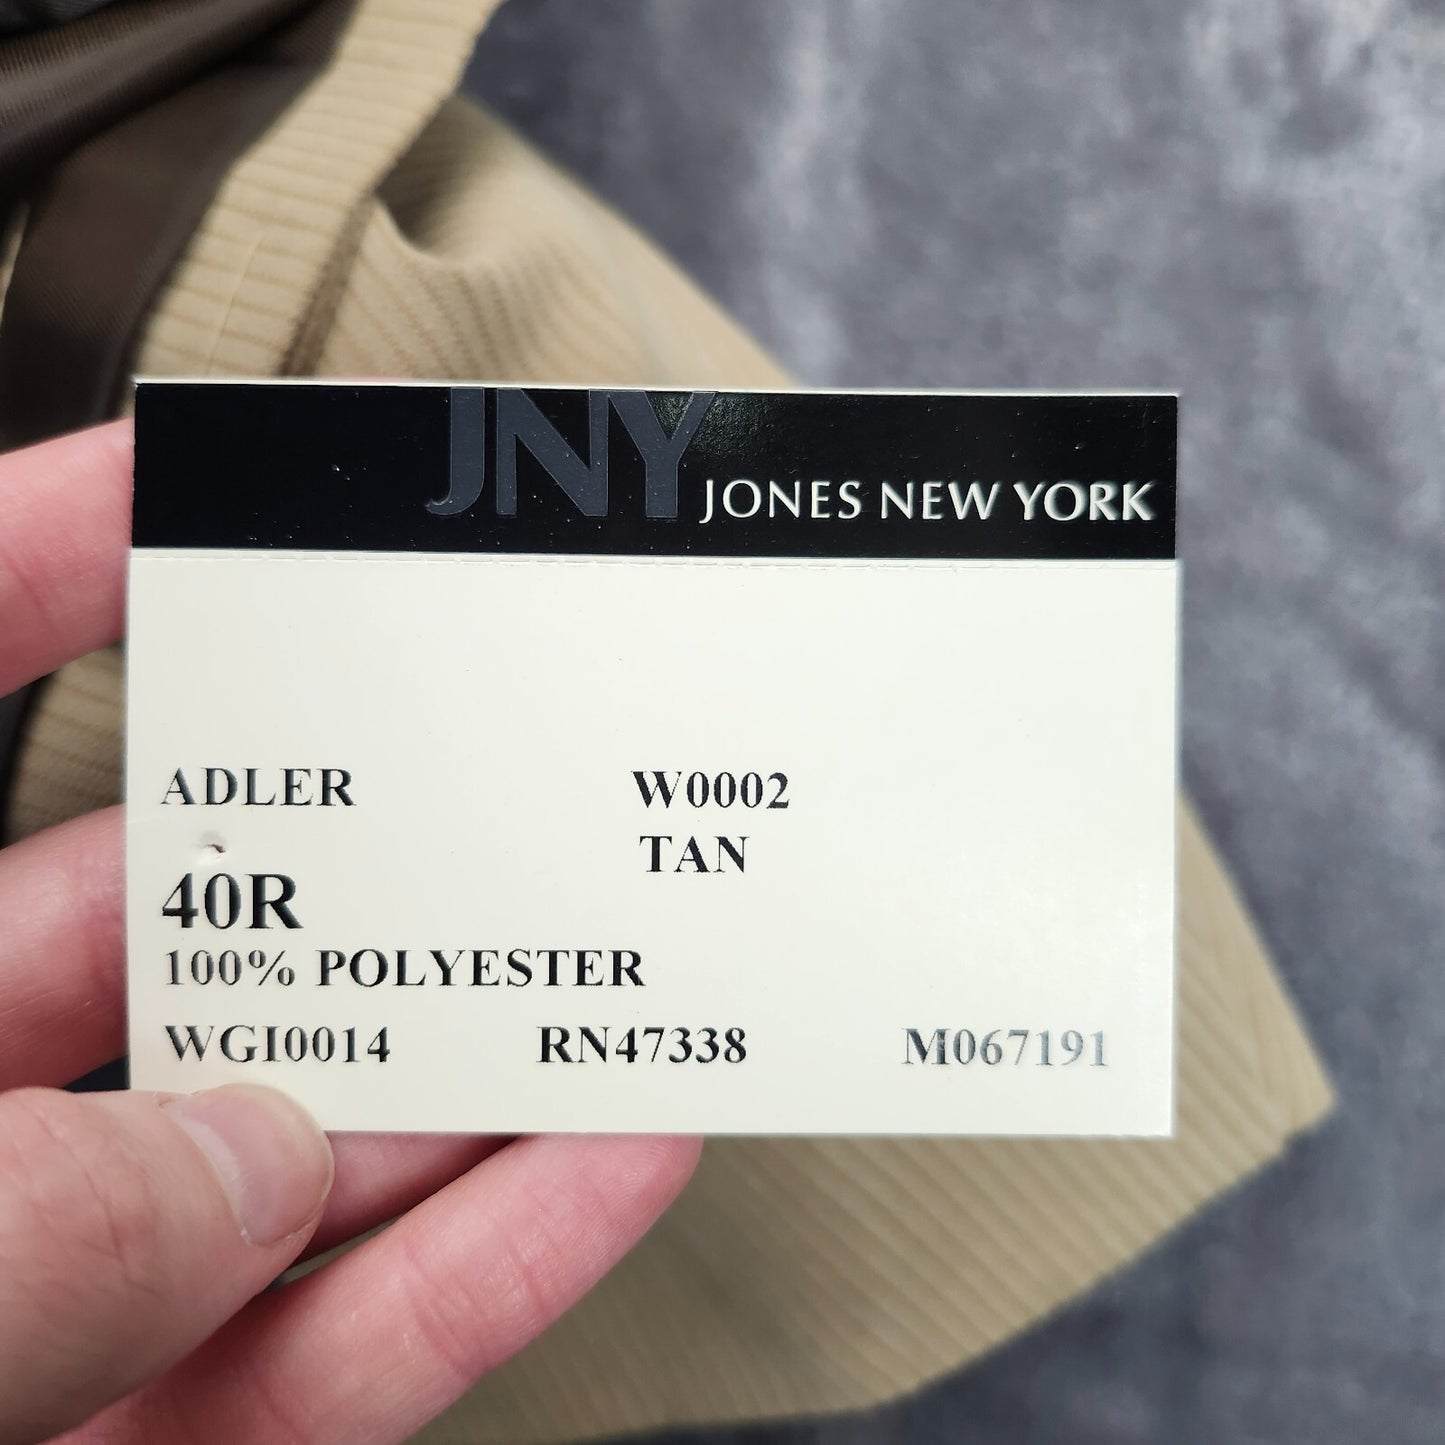 JNY JONES NEW YORK
ADLER W0002
TAN
40R
100% POLYESTER
WGI0014 RN47338 M067191